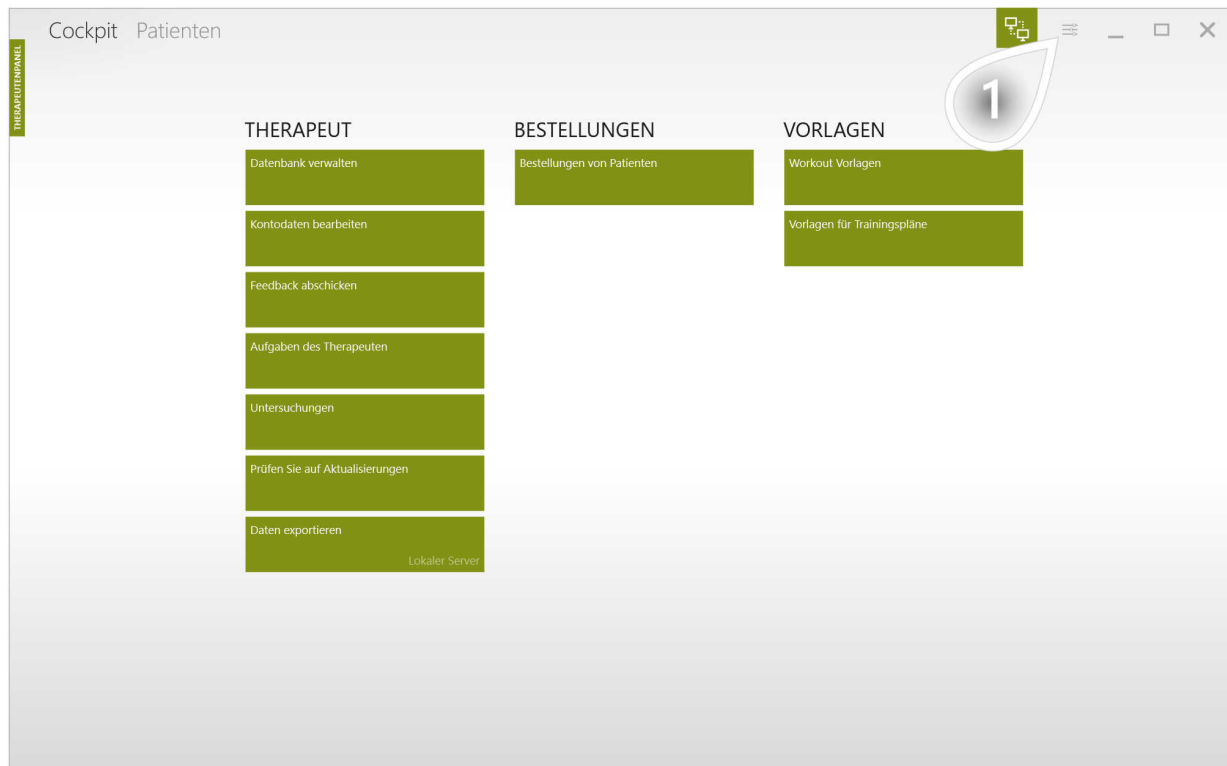 Cockpit Patienten
THERAPEUTENPANEL
1
THERAPEUT
Datenbank verwalten
Kontodaten bearbeiten
Feedback abschicken
Aufgaben des Therapeuten
Untersuchungen
Prüfen Sie auf Aktualisierungen
Daten exportieren
Lokaler Server
BESTELLUNGEN
Bestellungen von Patienten
VORLAGEN
Workout Vorlagen
Vorlagen für Trainingspläne